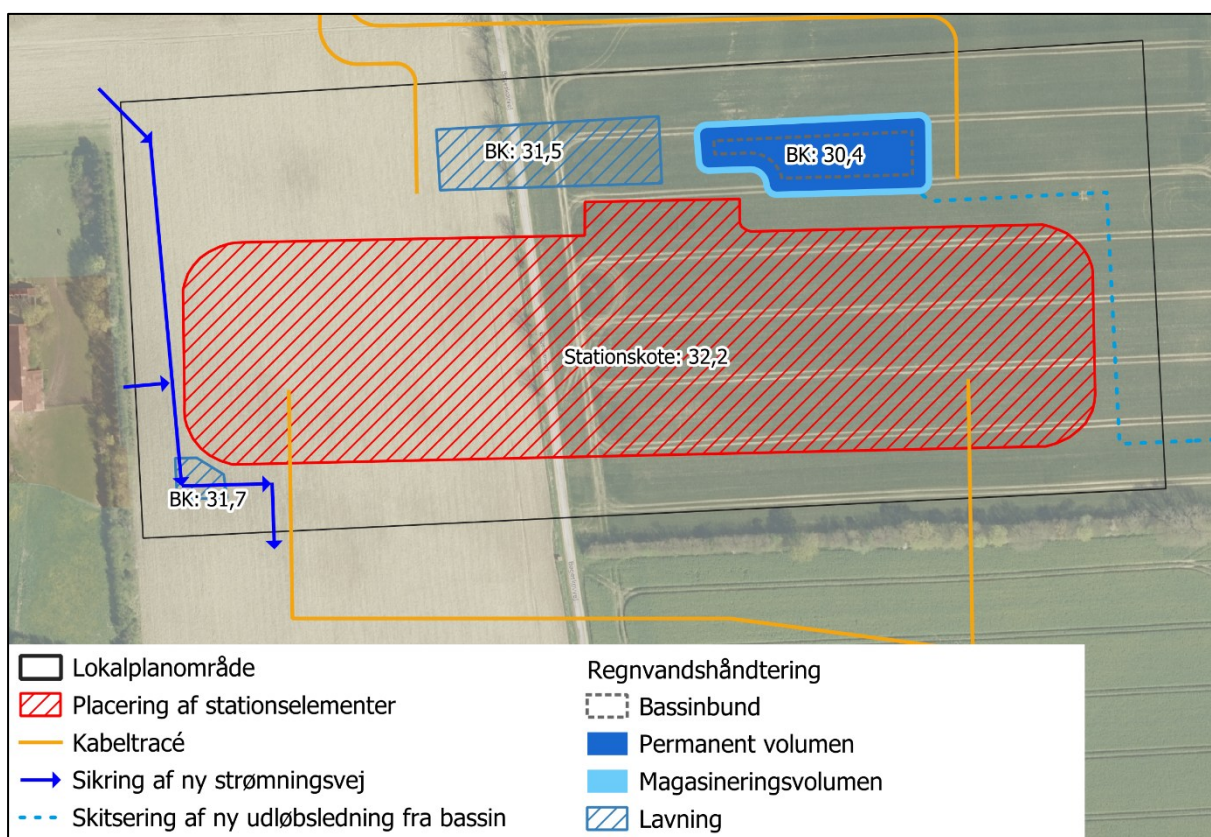 BK: 31,5
BK: 30,4
Stationskote: 32,2
BK: 31,7
Lokalplanområde
Placering af stationselementer
Kabeltracé
Sikring af ny strømningsvej
Skitsering af ny udløbsledning fra bassin
Regnvandshåndtering
Bassinbund
Permanent volumen
Magasineringsvolumen
Lavning